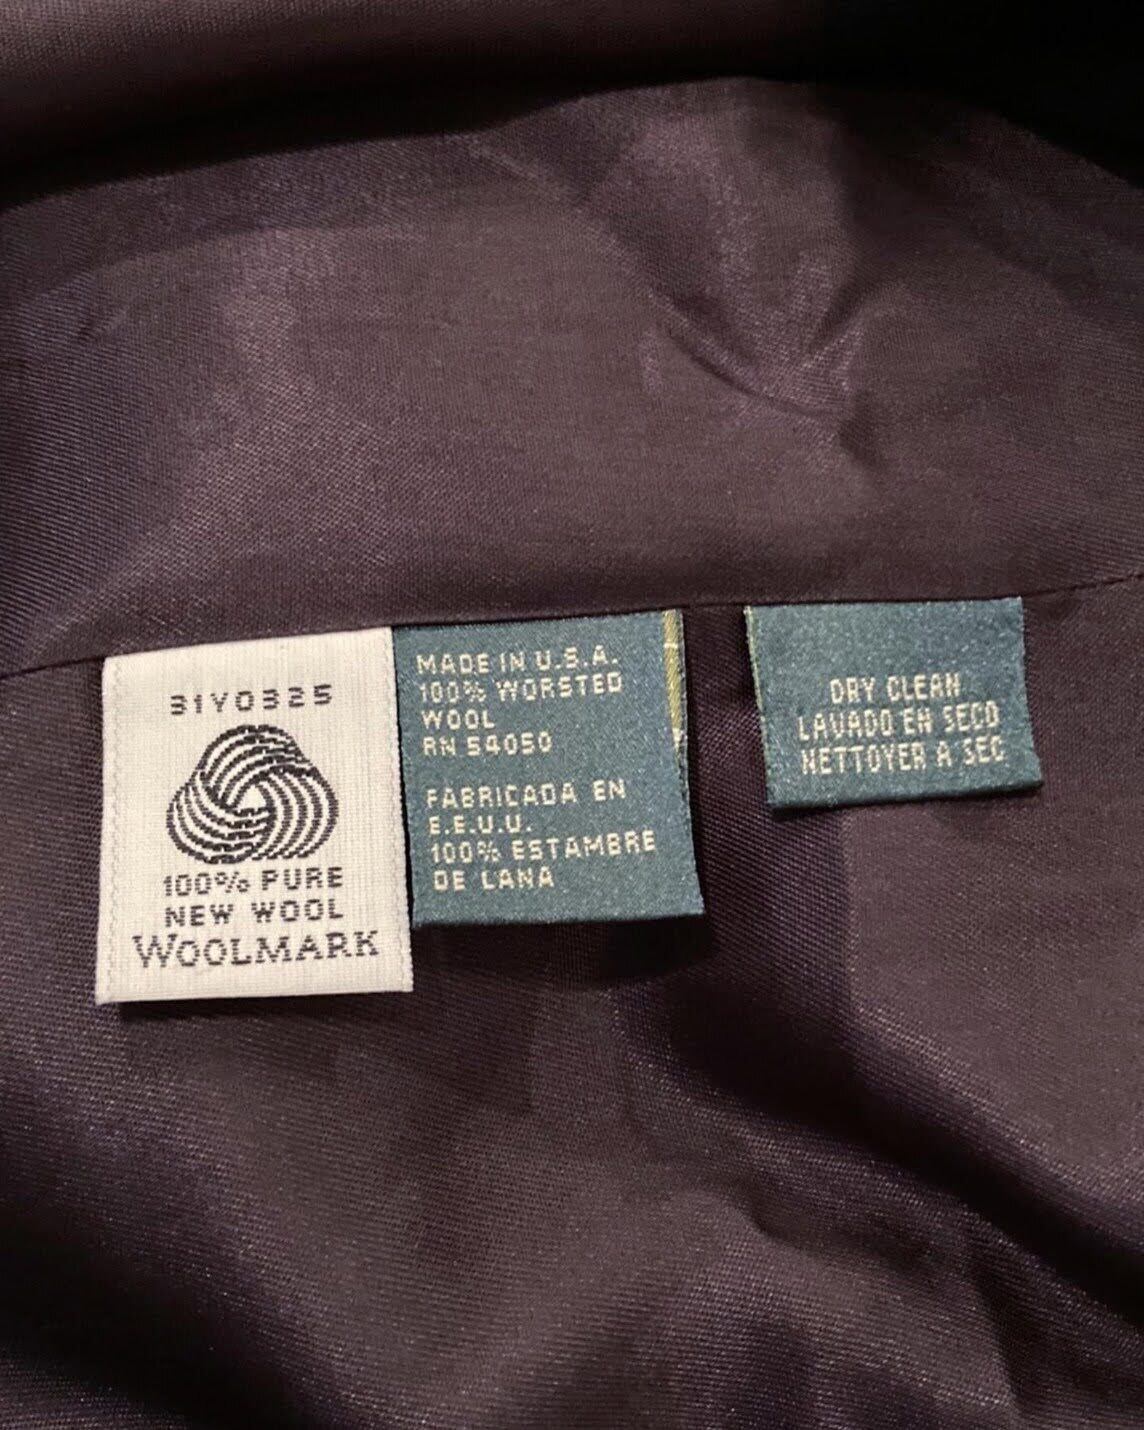 31Y0325
100% PURE
NEW WOOL
WOOLMARK
MADE IN U.S.A.
100% WORSTED
WOOL
RN 54050
FABRICADA EN
E.E.U.U.
100% ESTAMBRE
DE LANA
DRY CLEAN
LAVADO EN SECO
NETTOYER A SEC